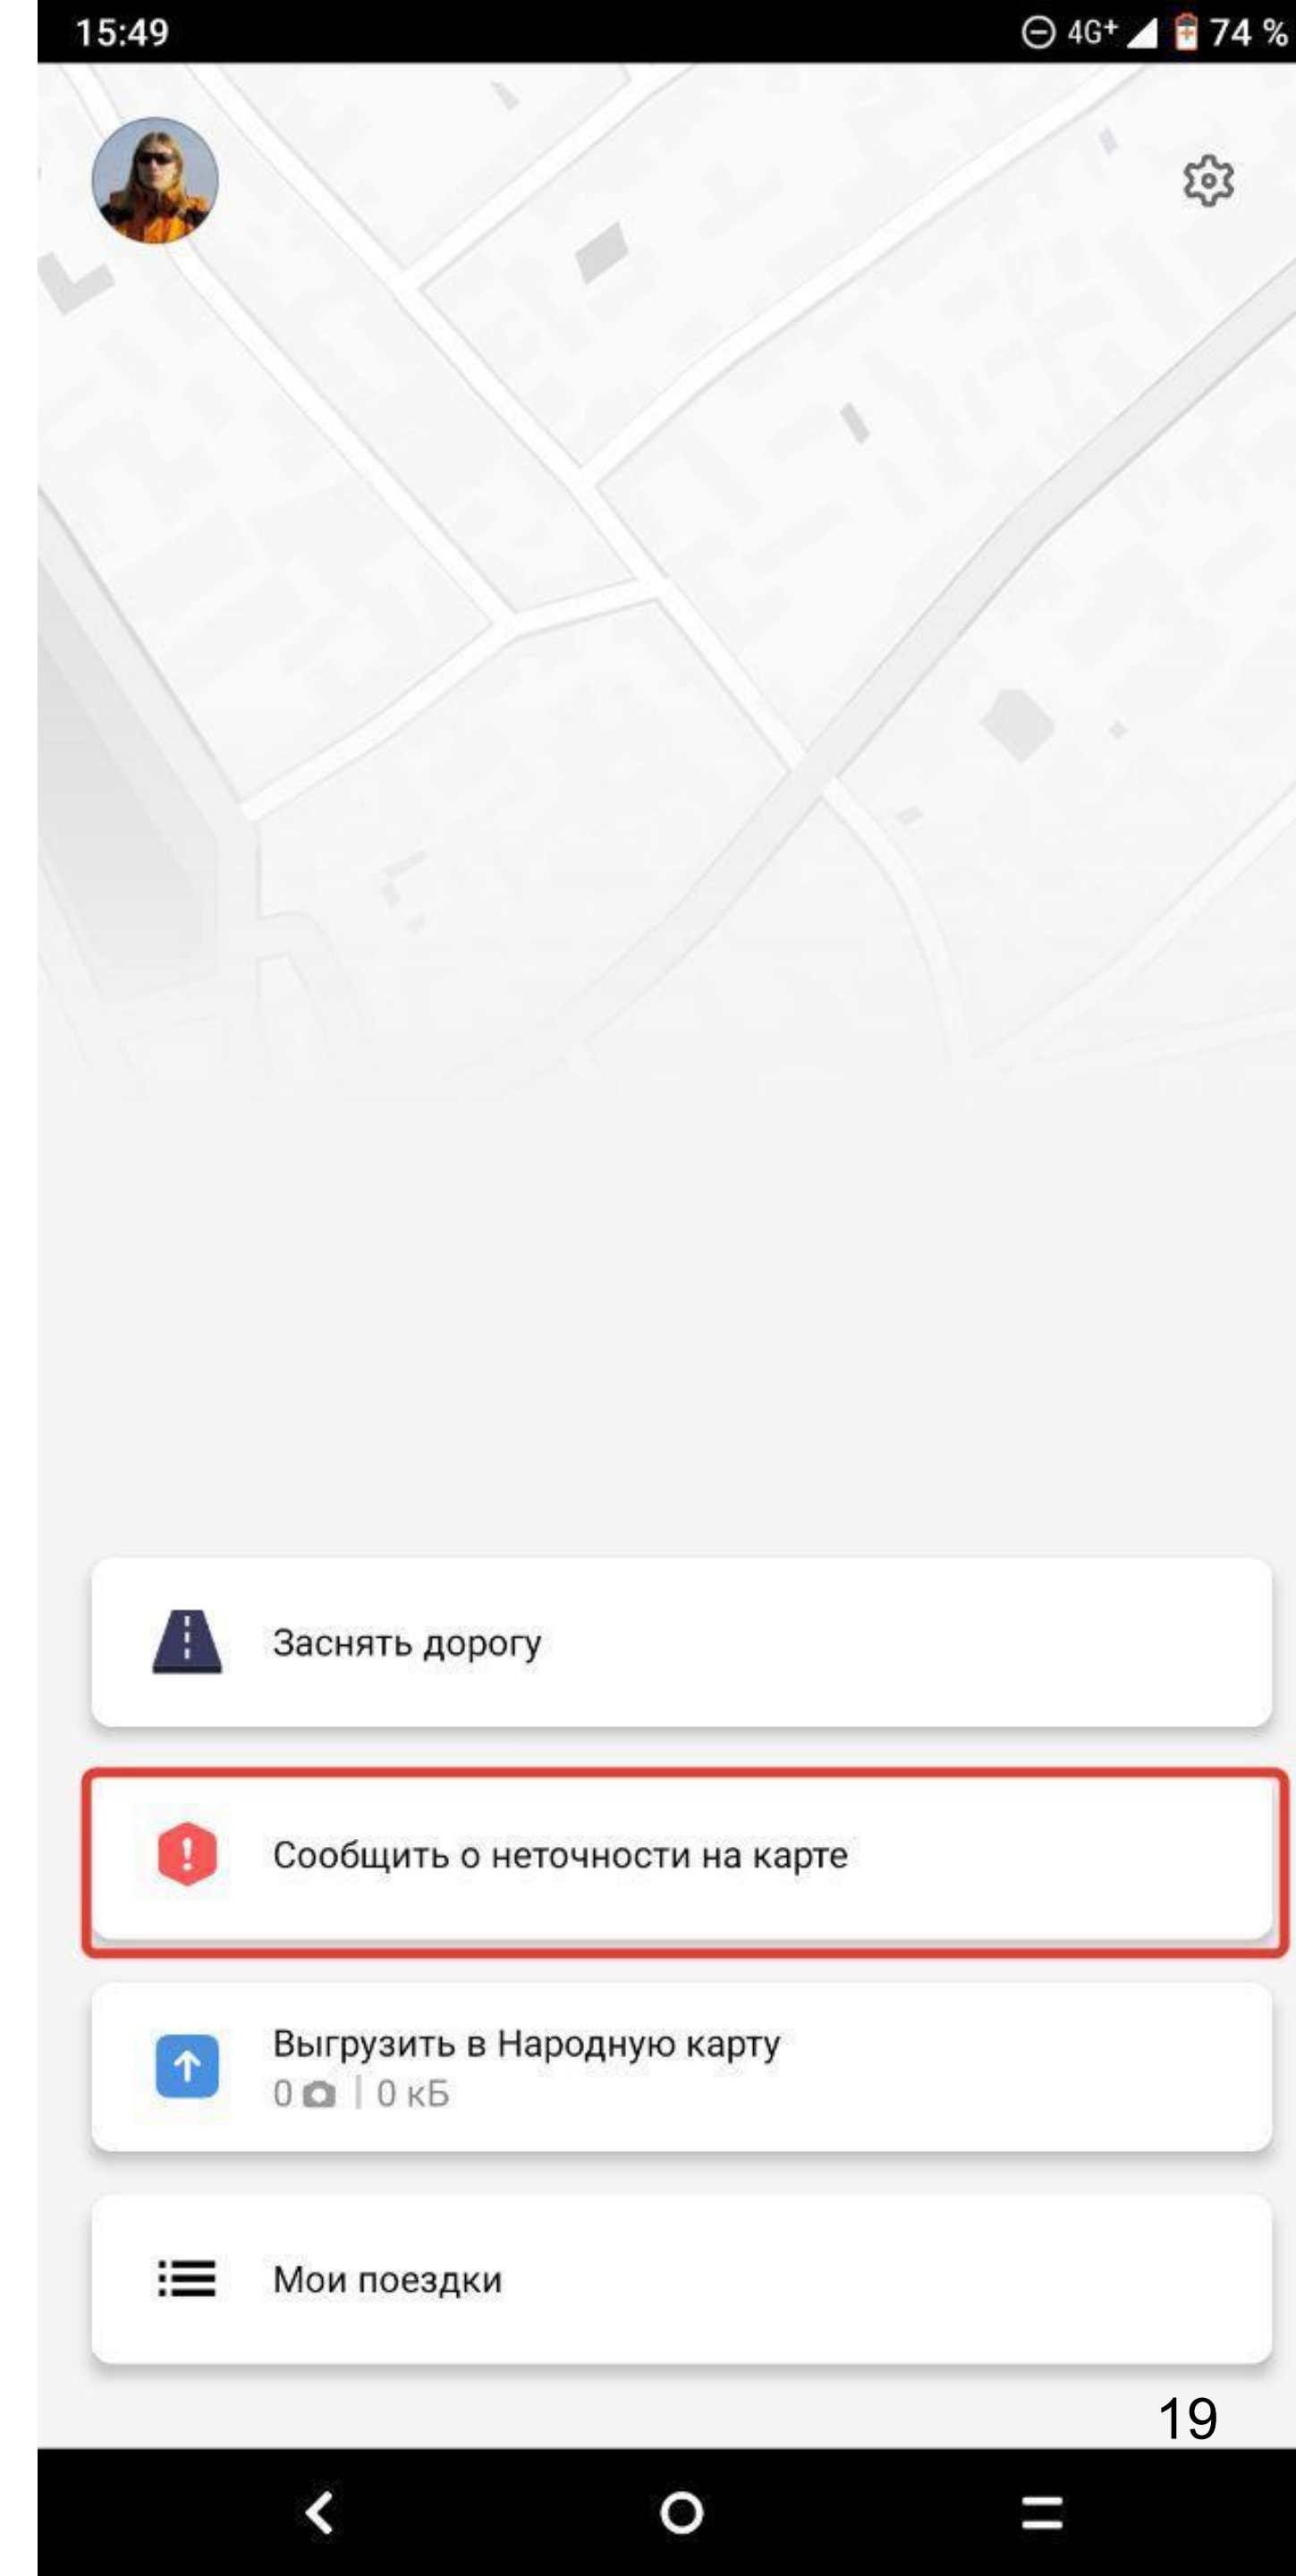 15:49 4G+ 74 %
Заснять дорогу
Сообщить о неточности на карте
Выгрузить в Народную карту
0 | 0 кБ
Мои поездки
19